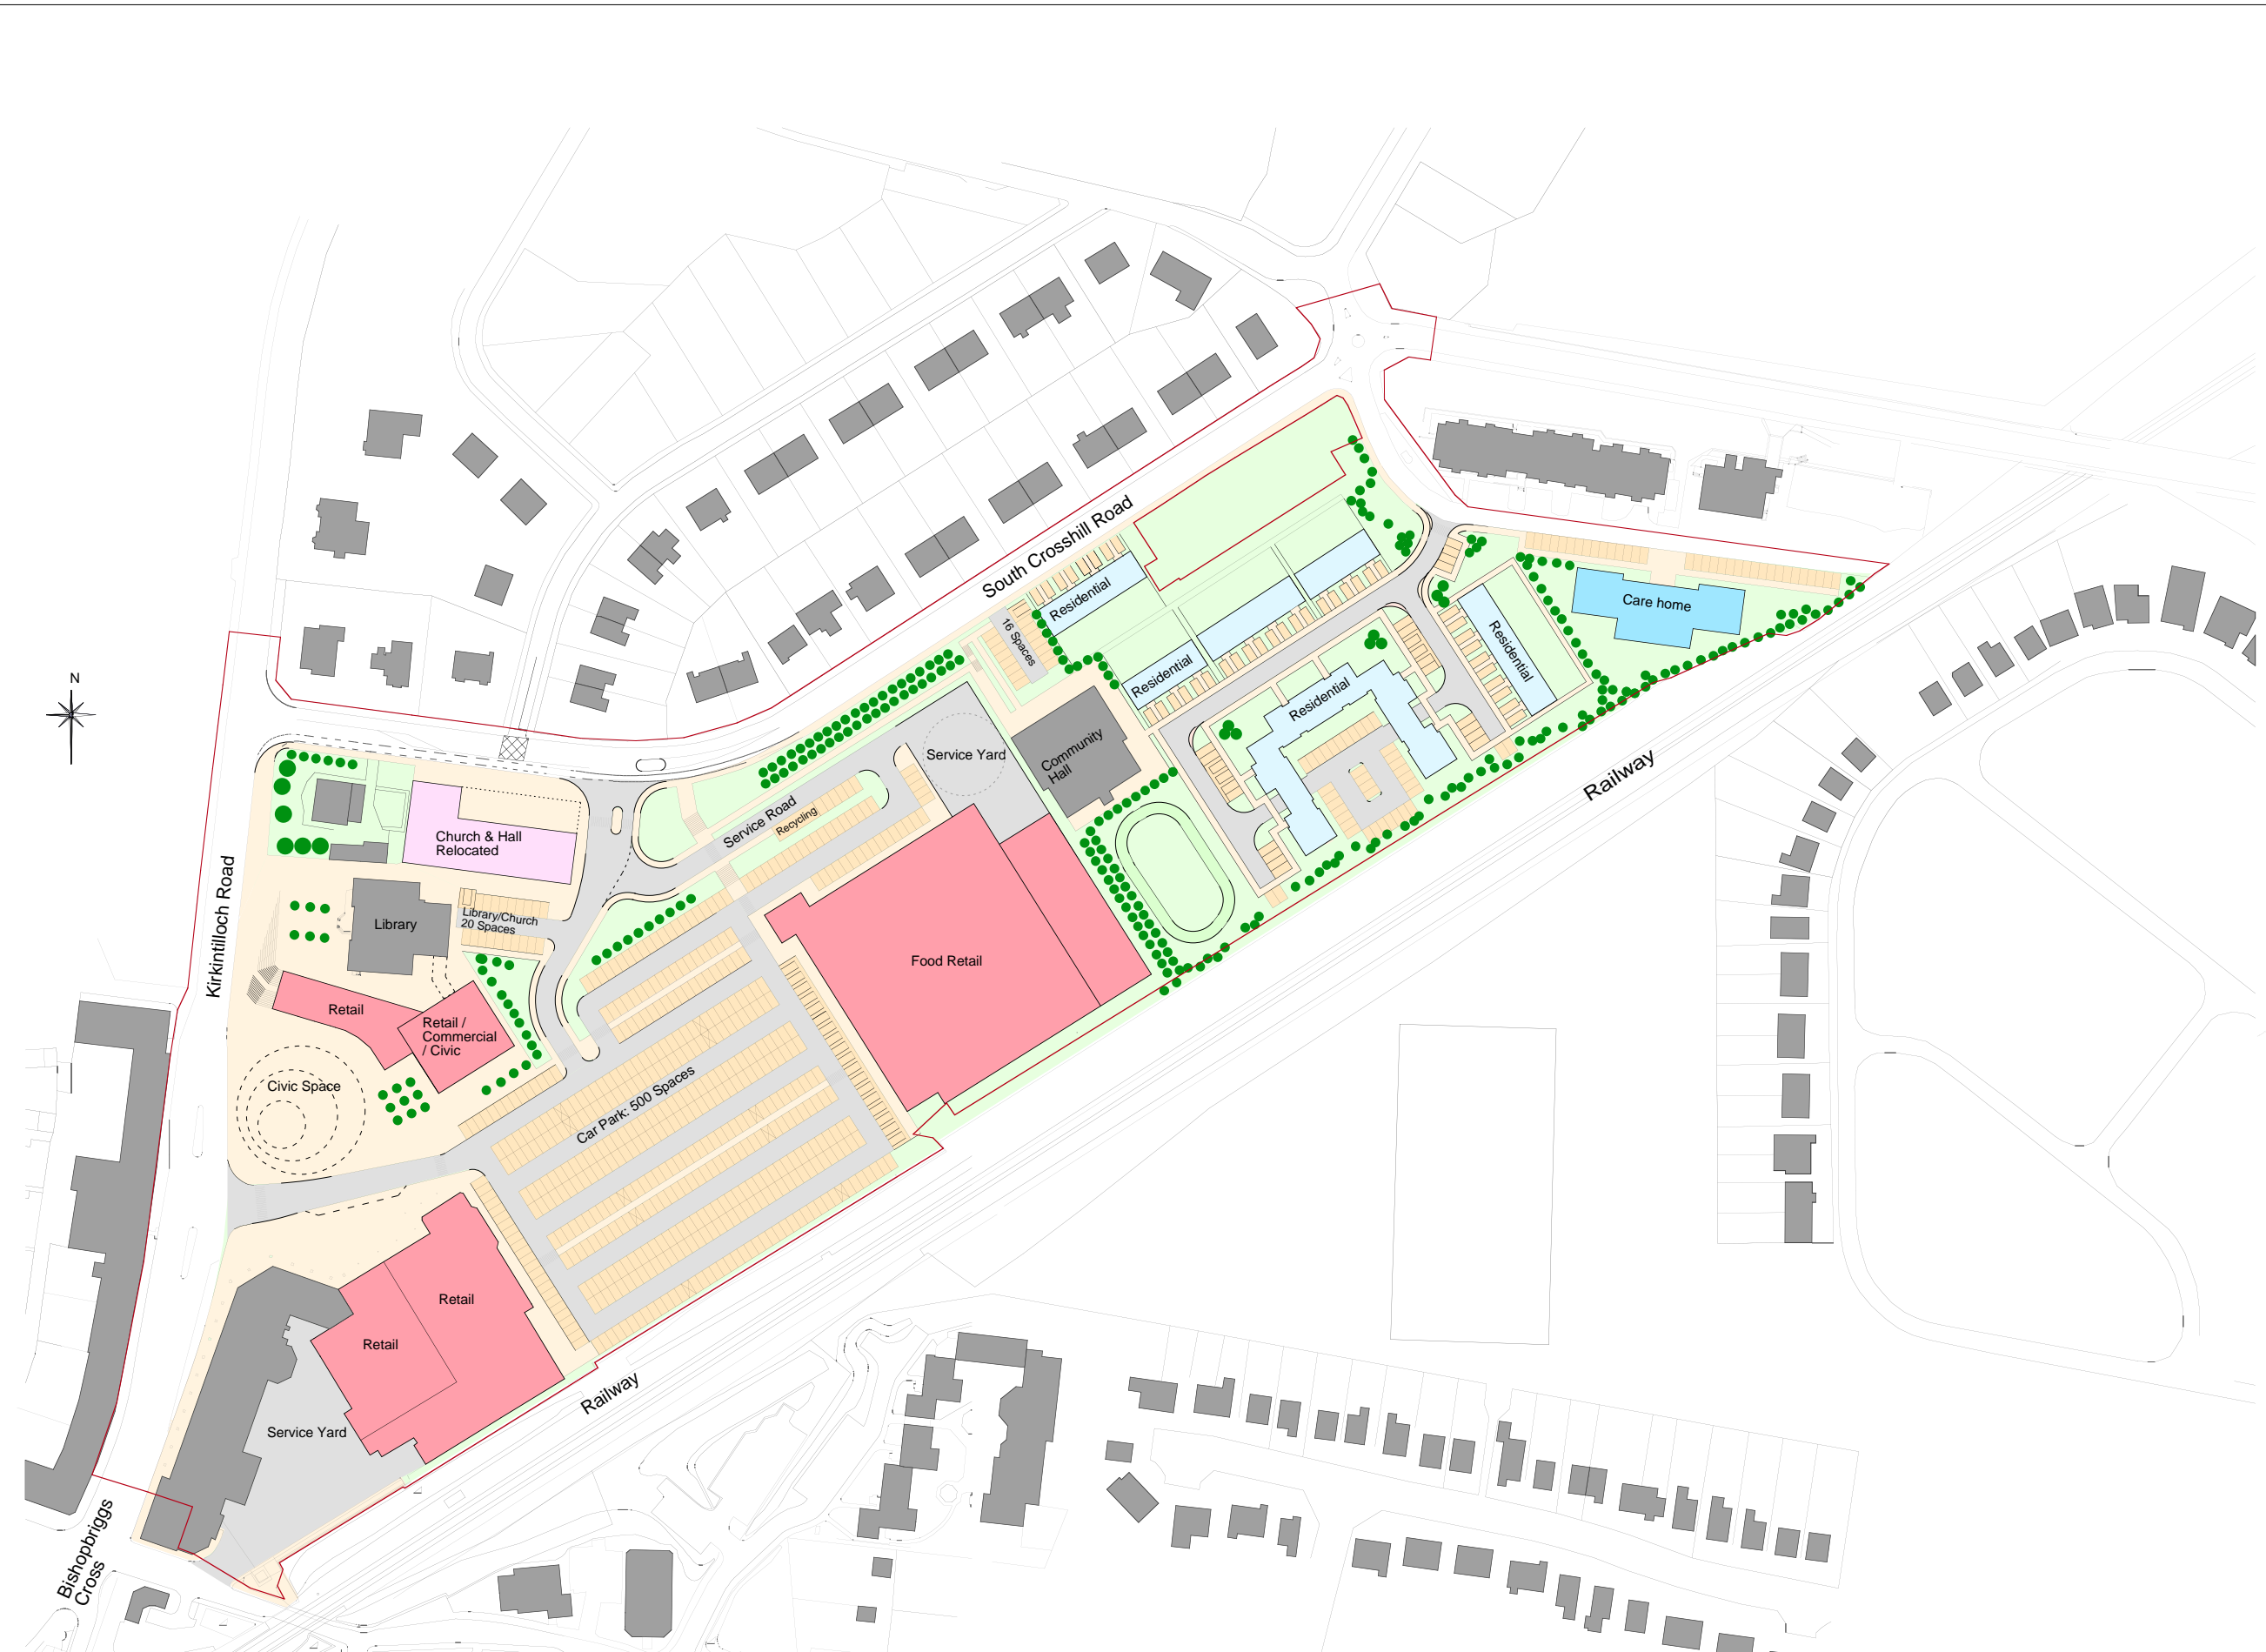 South Crosshill Road
16 Spaces
Residential
Residential
Residential
Residential
Care home
N
Service Yard
Community
Hall
Railway
Service Road
Recycling
Church & Hall
Relocated
Kirkintilloch Road
Library
Library/Church
20 Spaces
Food Retail
Retail
Retail /
Commercial
/ Civic
Civic Space
Car Park: 500 Spaces
Retail
Retail
Service Yard
Railway
Bishopbriggs
Cross